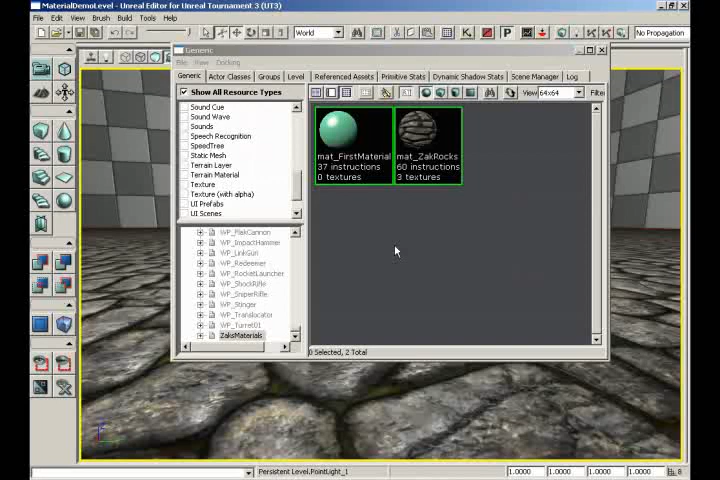 MaterialDemoLevel - Unreal Editor for Unreal Tournament 3 (UT3)
File Edit View Brush Build Tools Help
World
No Propagation
Generic
File View Docking
Generic Actor Classes Groups Level Referenced Assets Primitive Stats Dynamic Shadow Stats Scene Manager Log
Show All Resource Types
View 64x64 Filter
Sound Cue
Sound Wave
Sounds
Speech Recognition
SpeedTree
Static Mesh
Terrain Layer
Terrain Material
Texture
Texture (with alpha)
UI Prefabs
UI Scenes
mat_FirstMaterial
37 instructions
0 textures
mat_ZakRocks
60 instructions
3 textures
WP_FlakCannon
WP_ImpactHammer
WP_LinkGun
WP_Redeemer
WP_RocketLauncher
WP_ShockRifle
WP_SniperRifle
WP_Stinger
WP_Translocator
WP_Turret01
ZaksMaterials
0 Selected, 2 Total
Persistent Level.PointLight_1
1.0000 1.0000 1.0000 1.0000 8